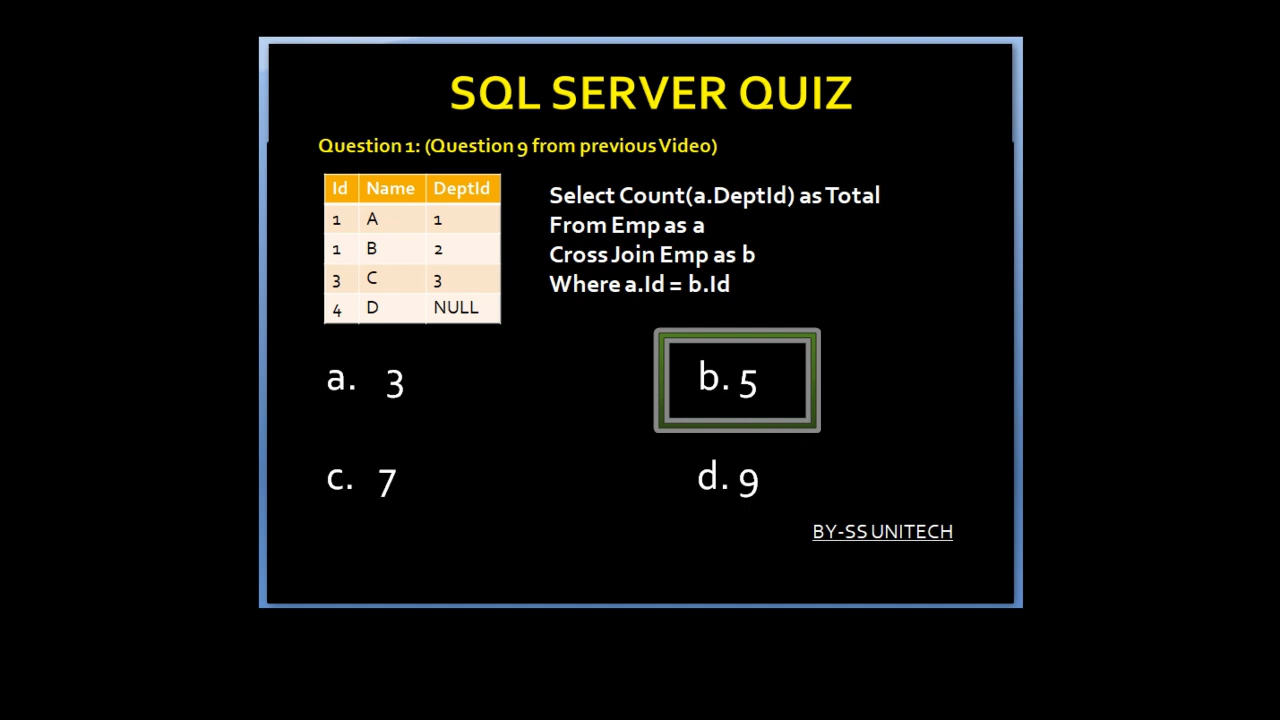 SQL SERVER QUIZ
Question 1: (Question 9 from previous Video)
Id Name DeptId
1 A 1
1 B 2
3 C 3
4 D NULL
Select Count(a.DeptId) as Total
From Emp as a
Cross Join Emp as b
Where a.Id = b.Id
a. 3
b. 5
c. 7
d. 9
BY-SS UNITECH